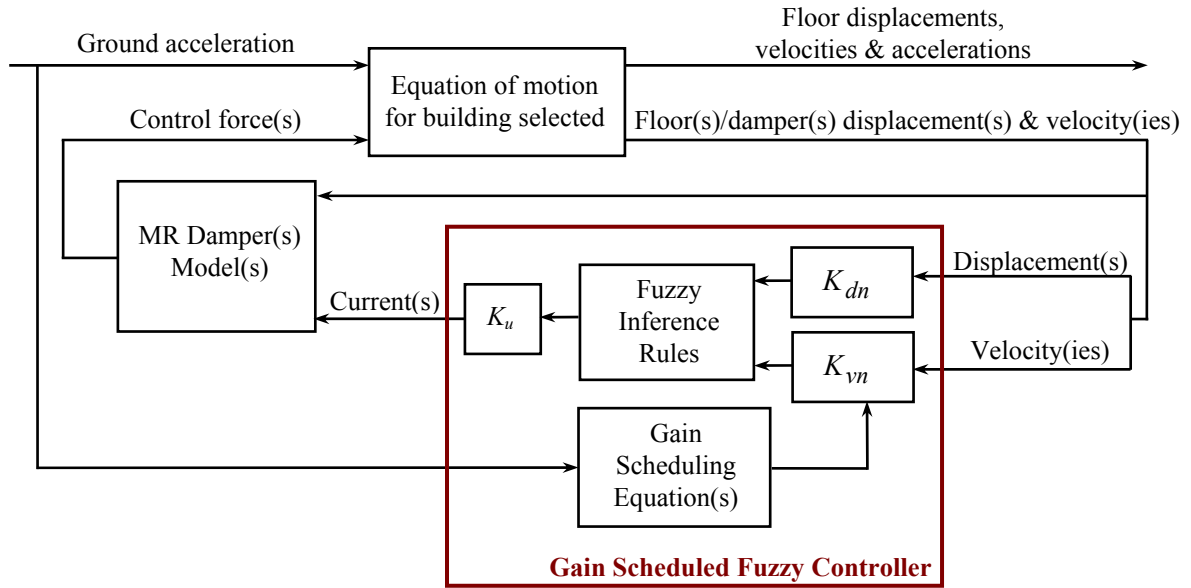 Ground acceleration
Floor displacements,
velocities & accelerations
Equation of motion
for building selected
Control force(s)
Floor(s)/damper(s) displacement(s) & velocity(ies)
MR Damper(s)
Model(s)
Current(s)
K_u
Fuzzy
Inference
Rules
K_dn
Displacement(s)
K_vn
Velocity(ies)
Gain
Scheduling
Equation(s)
Gain Scheduled Fuzzy Controller